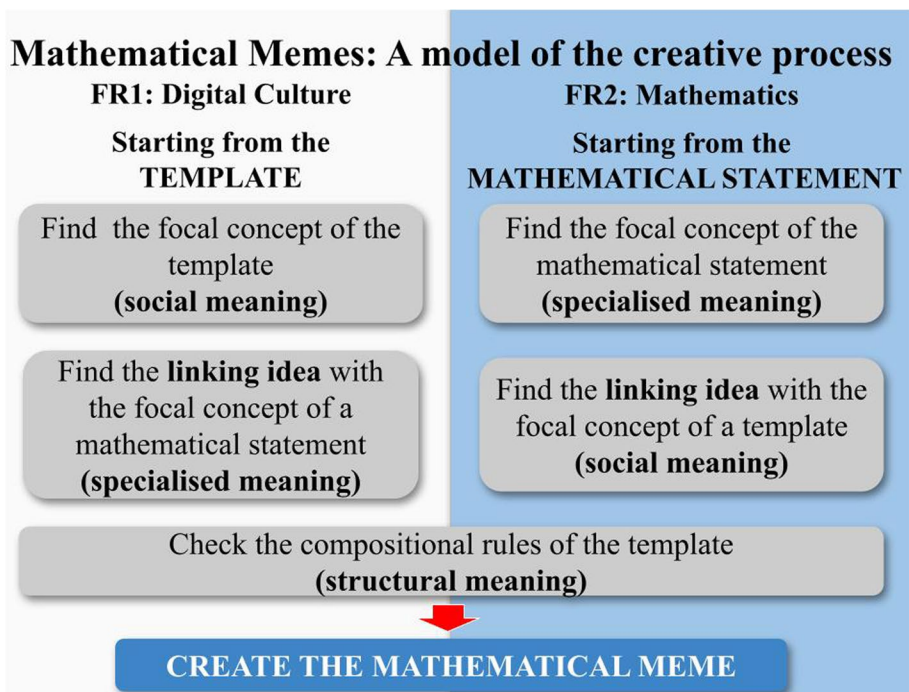 Mathematical Memes: A model of the creative process
FR1: Digital Culture
Starting from the
TEMPLATE
Find the focal concept of the
template
(social meaning)
Find the linking idea with
the focal concept of a
mathematical statement
(specialised meaning)
FR2: Mathematics
Starting from the
MATHEMATICAL STATEMENT
Find the focal concept of the
mathematical statement
(specialised meaning)
Find the linking idea with the
focal concept of a template
(social meaning)
Check the compositional rules of the template
(structural meaning)
CREATE THE MATHEMATICAL MEME